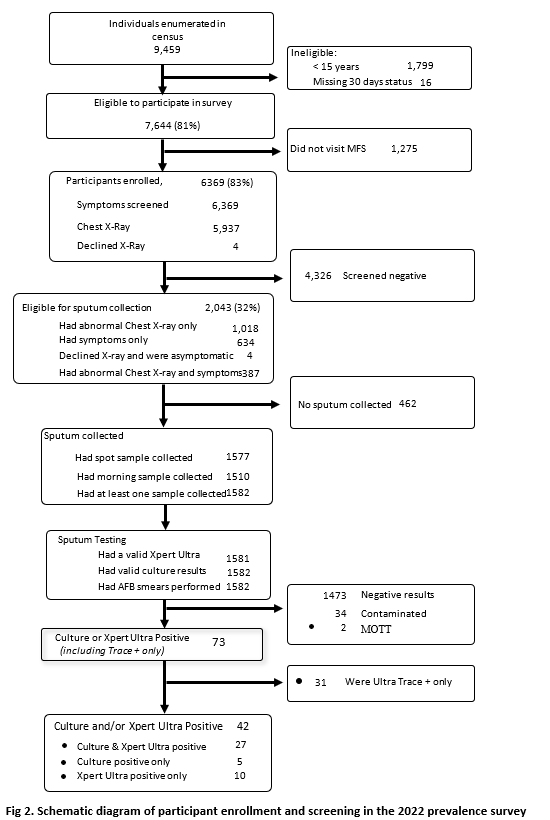 Individuals enumerated in
census
9,459
Ineligible:
< 15 years 1,799
Missing 30 days status 16
Eligible to participate in survey
7,644 (81%)
Did not visit MFS 1,275
Participants enrolled, 6369 (83%)
Symptoms screened 6,369
Chest X-Ray 5,937
Declined X-Ray 4
4,326 Screened negative
Eligible for sputum collection 2,043 (32%)
Had abnormal Chest X-ray only 1,018
Had symptoms only 634
Declined X-ray and were asymptomatic 4
Had abnormal Chest X-ray and symptoms 387
No sputum collected 462
Sputum collected
Had spot sample collected 1577
Had morning sample collected 1510
Had at least one sample collected 1582
Sputum Testing
Had a valid Xpert Ultra 1581
Had valid culture results 1582
Had AFB smears performed 1582
1473 Negative results
34 Contaminated
• 2 MOTT
Culture or Xpert Ultra Positive 73
(including Trace + only)
• 31 Were Ultra Trace + only
Culture and/or Xpert Ultra Positive 42
• Culture & Xpert Ultra positive 27
• Culture positive only 5
• Xpert Ultra positive only 10
Fig 2. Schematic diagram of participant enrollment and screening in the 2022 prevalence survey